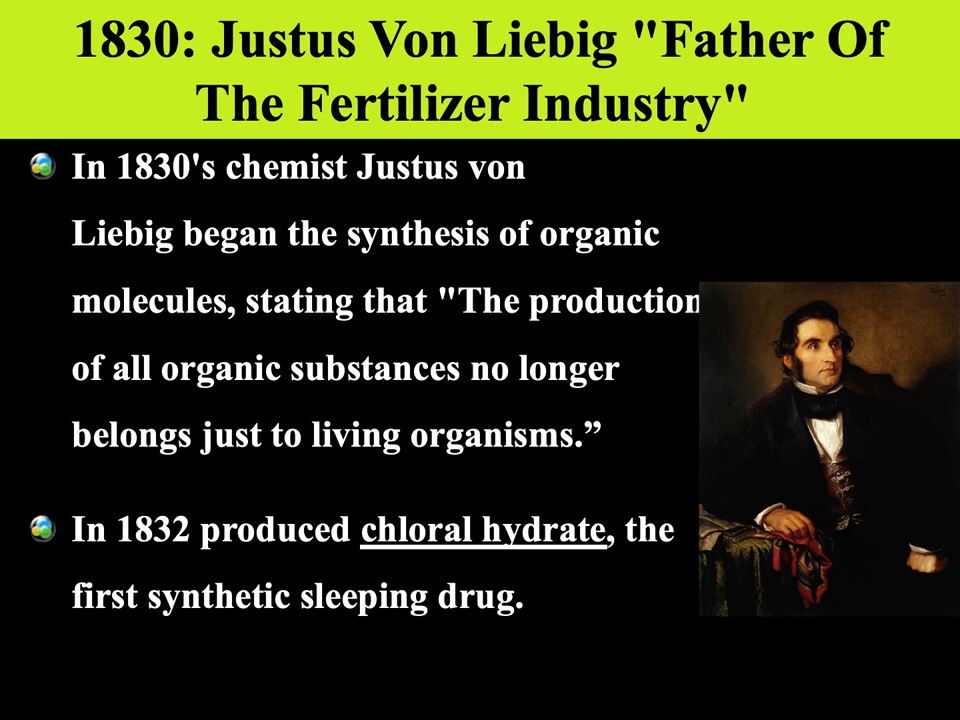 1830: Justus Von Liebig "Father Of
The Fertilizer Industry"
In 1830's chemist Justus von
Liebig began the synthesis of organic
molecules, stating that "The production
of all organic substances no longer
belongs just to living organisms.”
In 1832 produced chloral hydrate, the
first synthetic sleeping drug.